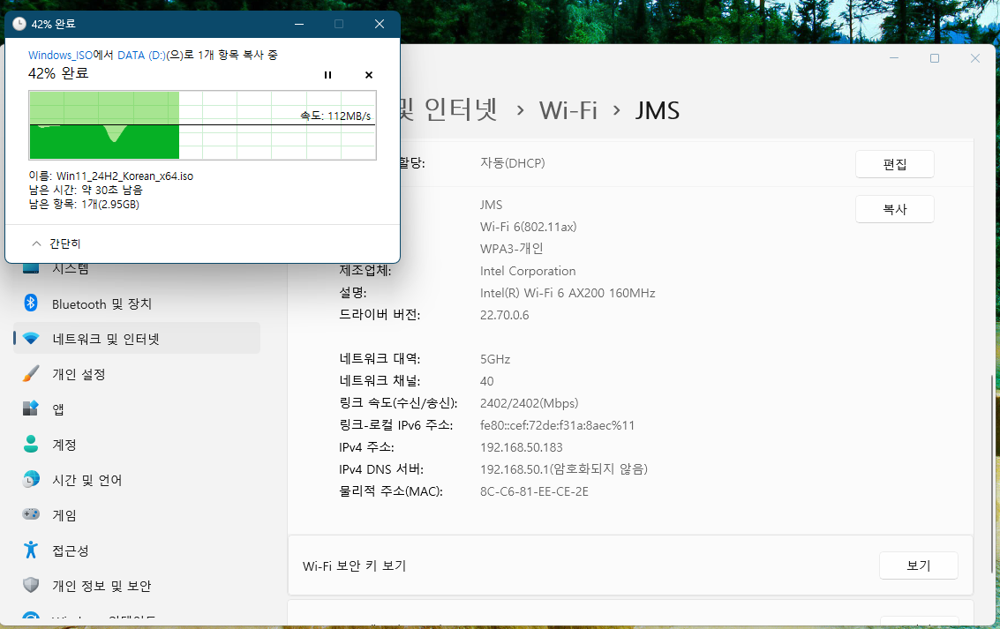 42% 완료
Windows_ISO에서 DATA (D:)(으)로 1개 항목 복사 중
42% 완료
속도: 112MB/s
이름: Win11_24H2_Korean_x64.iso
남은 시간: 약 30초 남음
남은 항목: 1개(2.95GB)
간단히
및 인터넷 › Wi-Fi › JMS
할당: 자동(DHCP) 편집
JMS 복사
Wi-Fi 6(802.11ax)
WPA3-개인
제조업체: Intel Corporation
설명: Intel(R) Wi-Fi 6 AX200 160MHz
드라이버 버전: 22.70.0.6
네트워크 대역: 5GHz
네트워크 채널: 40
링크 속도(수신/송신): 2402/2402(Mbps)
링크-로컬 IPv6 주소: fe80::cef:72de:f31a:8aec%11
IPv4 주소: 192.168.50.183
IPv4 DNS 서버: 192.168.50.1(암호화되지 않음)
물리적 주소(MAC): 8C-C6-81-EE-CE-2E
Wi-Fi 보안 키 보기 보기
시스템
Bluetooth 및 장치
네트워크 및 인터넷
개인 설정
앱
계정
시간 및 언어
게임
접근성
개인 정보 및 보안